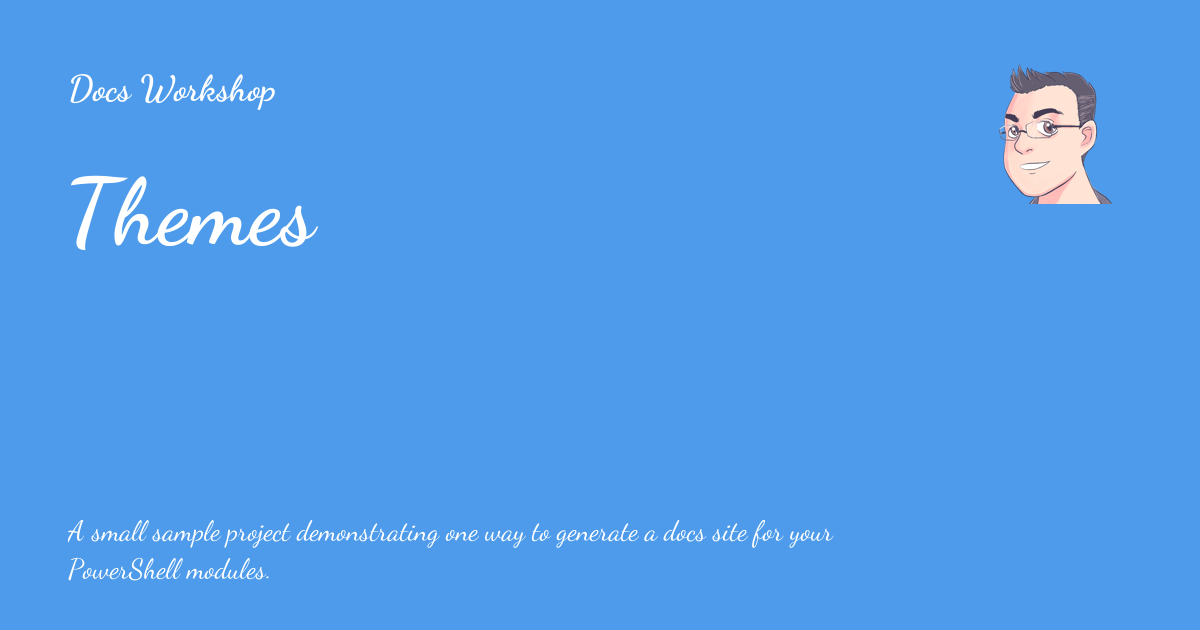 Docs Workshop
Themes
A small sample project demonstrating one way to generate a docs site for your
PowerShell modules.